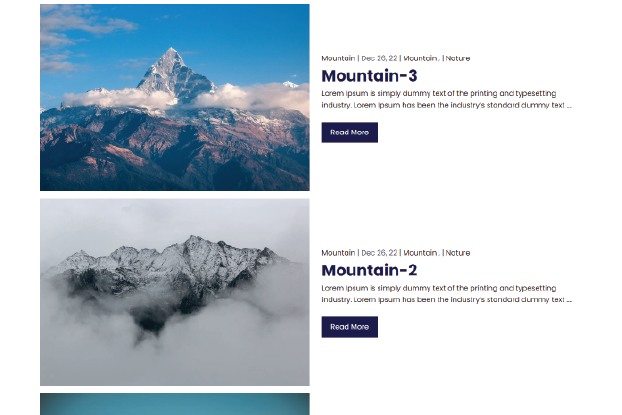 Mountain | Dec 26, 22 | Mountain, | Nature
Mountain-3
Lorem Ipsum is simply dummy text of the printing and typesetting
industry. Lorem Ipsum has been the industry's standard dummy text ...
Read More
Mountain | Dec 26, 22 | Mountain, | Nature
Mountain-2
Lorem Ipsum is simply dummy text of the printing and typesetting
industry. Lorem Ipsum has been the industry's standard dummy text ...
Read More